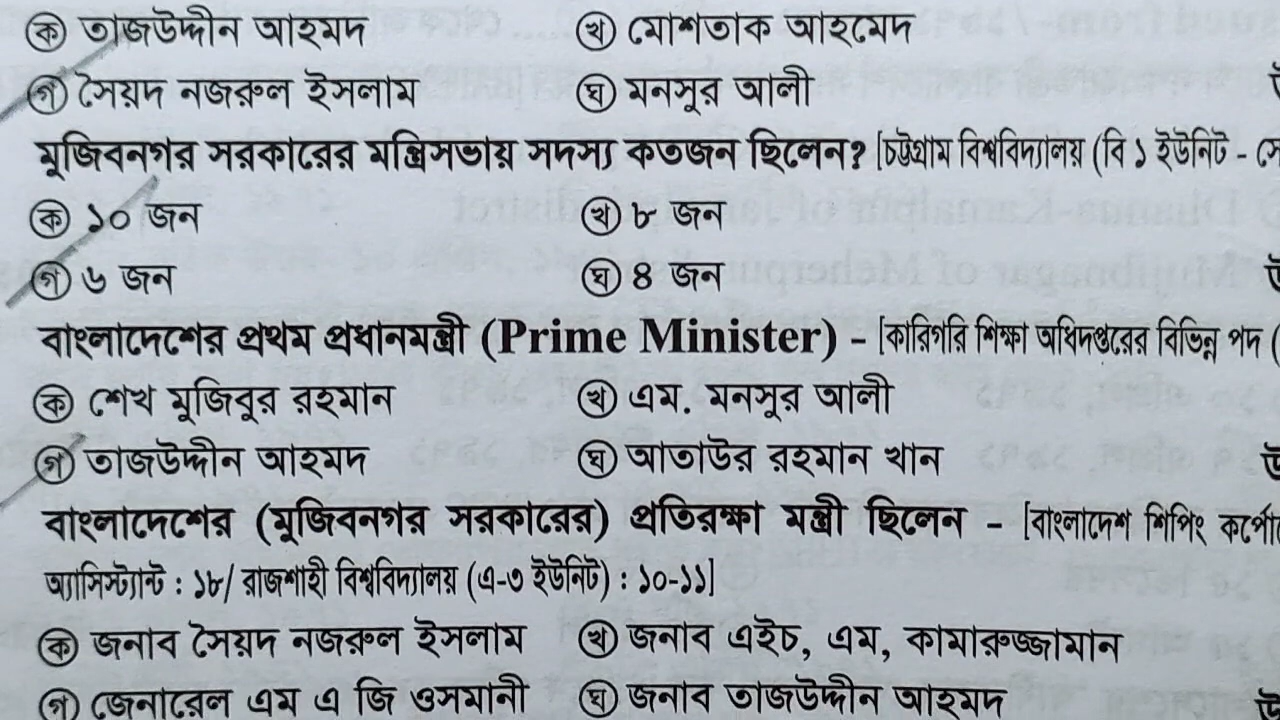 ক তাজউদ্দীন আহমদ খ মোশতাক আহমেদ
গ সৈয়দ নজরুল ইসলাম ঘ মনসুর আলী
মুজিবনগর সরকারের মন্ত্রিসভায় সদস্য কতজন ছিলেন? [চট্টগ্রাম বিশ্ববিদ্যালয় (বি ১ ইউনিট -
ক ১০ জন খ ৮ জন
গ ৬ জন ঘ ৪ জন
বাংলাদেশের প্রথম প্রধানমন্ত্রী (Prime Minister) - [কারিগরি শিক্ষা অধিদপ্তরের বিভিন্ন পদ (
ক শেখ মুজিবুর রহমান খ এম. মনসুর আলী
গ তাজউদ্দীন আহমদ ঘ আতাউর রহমান খান
বাংলাদেশের (মুজিবনগর সরকারের) প্রতিরক্ষা মন্ত্রী ছিলেন - [বাংলাদেশ শিপিং
অ্যাসিস্ট্যান্ট : ১৮/ রাজশাহী বিশ্ববিদ্যালয় (এ-৩ ইউনিট) : ১০-১১]
ক জনাব সৈয়দ নজরুল ইসলাম খ জনাব এইচ, এম, কামারুজ্জামান
গ জেনারেল এম এ জি ওসমানী ঘ জনাব তাজউদ্দীন আহমদ